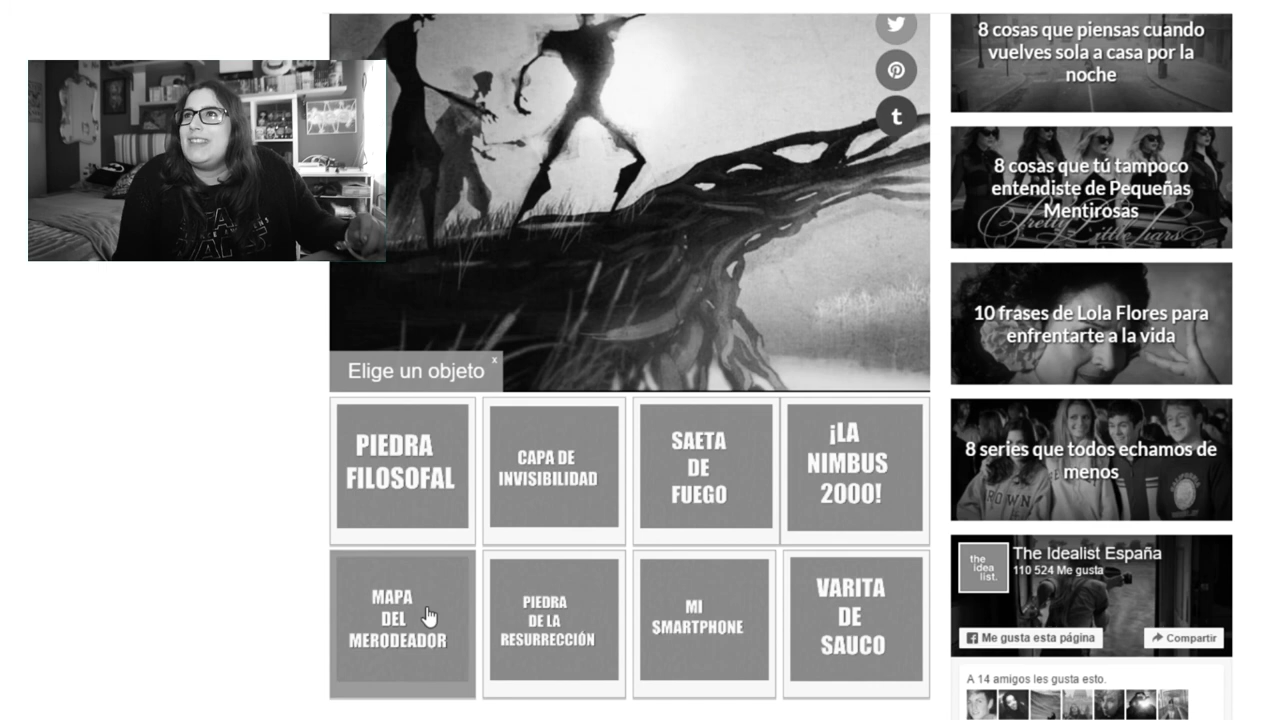 STAR
WARS
t
Elige un objeto
x
PIEDRA
FILOSOFAL
CAPA DE
INVISIBILIDAD
SAETA
DE
FUEGO
¡LA
NIMBUS
2000!
MAPA
DEL
MERODEADOR
PIEDRA
DE LA
RESURRECCIÓN
MI
SMARTPHONE
VARITA
DE
SAUCO
8 cosas que piensas cuando
vuelves sola a casa por la
noche
8 cosas que tú tampoco
entendiste de Pequeñas
Mentirosas
Pretty Little Liars
10 frases de Lola Flores para
enfrentarte a la vida
8 series que todos echamos de
menos
BROWN
CALIFORNIA
the
idea
list.
The Idealist España
110 524 Me gusta
f Me gusta esta página
Compartir
A 14 amigos les gusta esto.